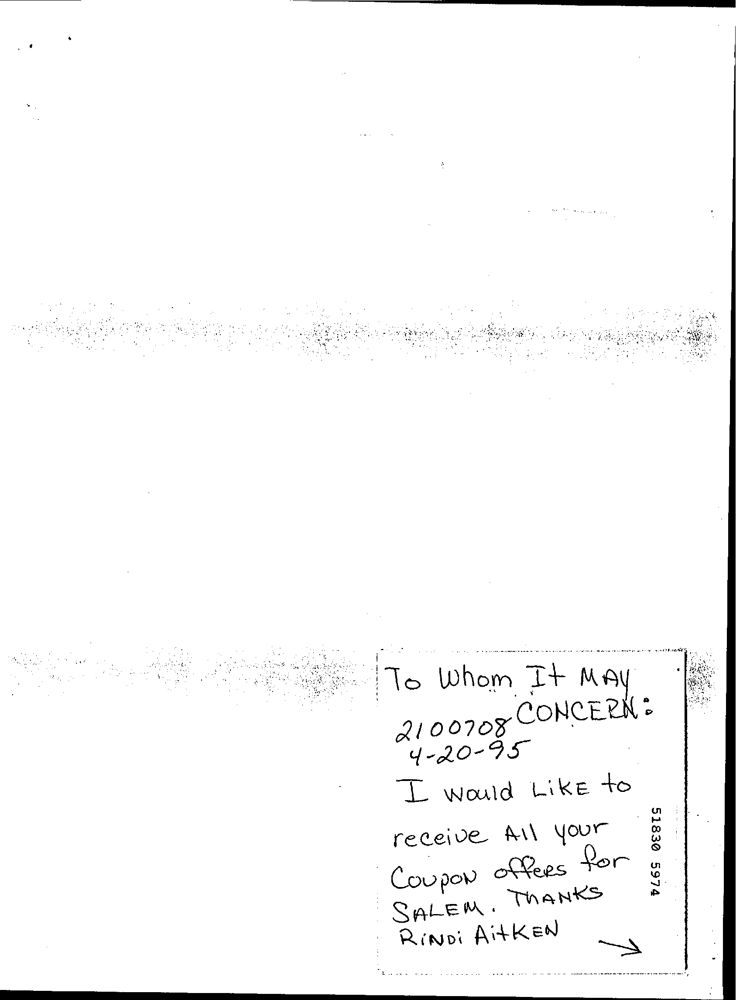 To Whom It MAY
CONCERN:
2100708
4-20-95
I would LiKE to
receive All your
Coupon offers for
SALEM. THANKS
RiNDi AitKEN
51830 5974